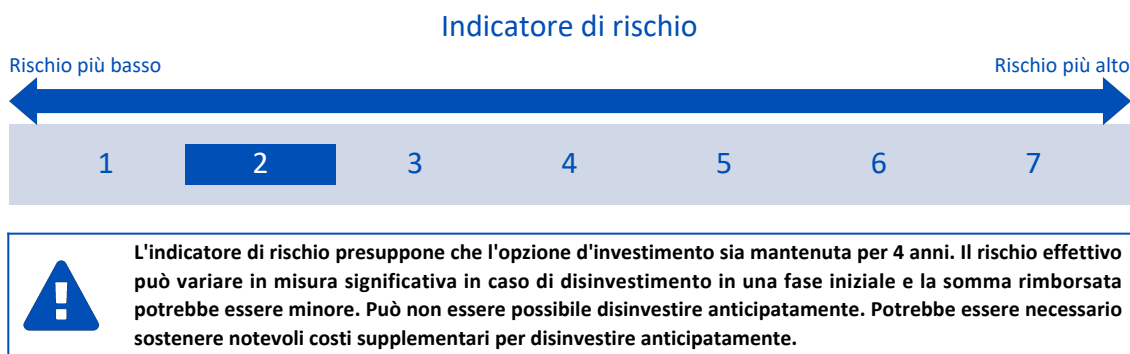 Indicatore di rischio
Rischio più basso Rischio più alto
1 2 3 4 5 6 7
L'indicatore di rischio presuppone che l'opzione d'investimento sia mantenuta per 4 anni. Il rischio effettivo
può variare in misura significativa in caso di disinvestimento in una fase iniziale e la somma rimborsata
potrebbe essere minore. Può non essere possibile disinvestire anticipatamente. Potrebbe essere necessario
sostenere notevoli costi supplementari per disinvestire anticipatamente.